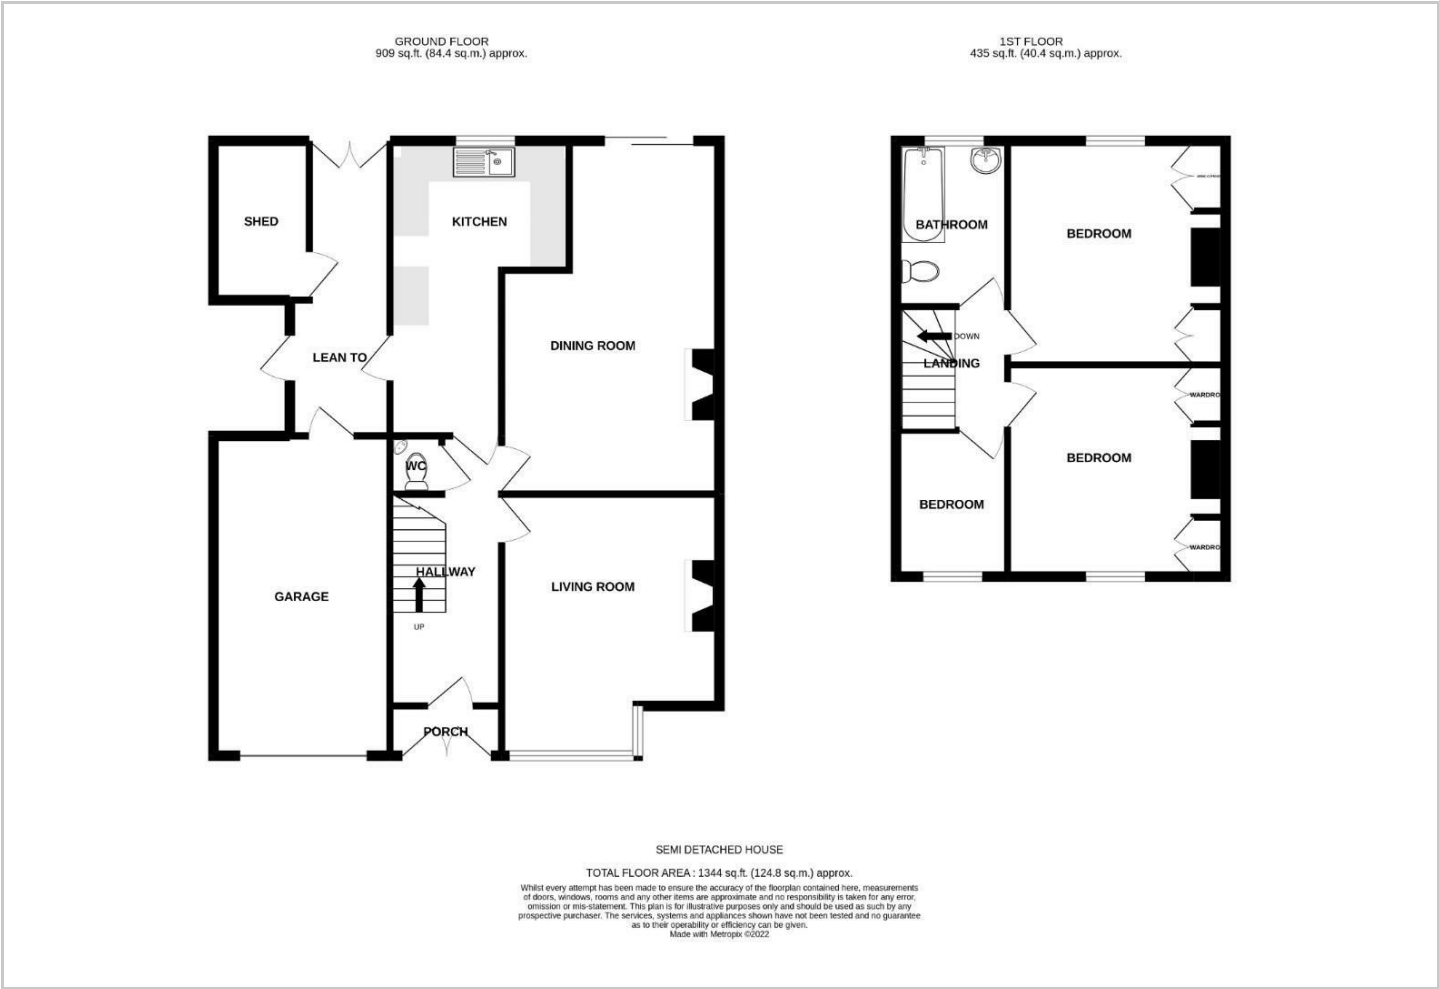 GROUND FLOOR
909 sq.ft. (84.4 sq.m.) approx.
1ST FLOOR
435 sq.ft. (40.4 sq.m.) approx.
SHED
KITCHEN
DINING ROOM
LEAN TO
WC
HALLWAY
UP
GARAGE
LIVING ROOM
PORCH
BATHROOM
BEDROOM
DOWN
LANDING
WARDRO
BEDROOM
BEDROOM
WARDRO
SEMI DETACHED HOUSE
TOTAL FLOOR AREA : 1344 sq.ft. (124.8 sq.m.) approx.
Whilst every attempt has been made to ensure the accuracy of the floorplan contained here, measurements
of doors, windows, rooms and any other items are approximate and no responsibility is taken for any error,
omission or mis-statement. This plan is for illustrative purposes only and should be used as such by any
prospective purchaser. The services, systems and appliances shown have not been tested and no guarantee
as to their operability or efficiency can be given.
Made with Metropix ©2022